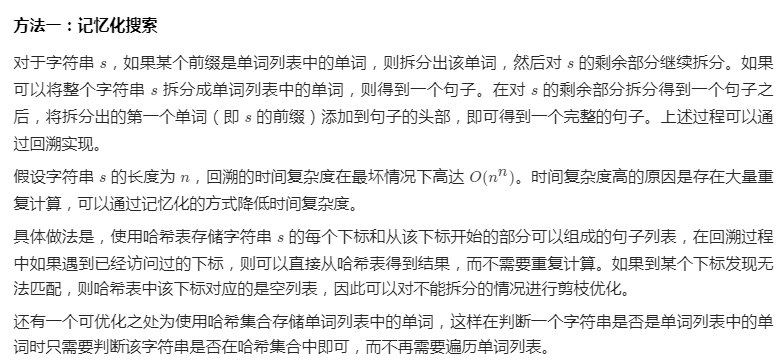 方法一：记忆化搜索
对于字符串 s，如果某个前缀是单词列表中的单词，则拆分出该单词，然后对 s 的剩余部分继续拆分。如果
可以将整个字符串 s 拆分成单词列表中的单词，则得到一个句子。在对 s 的剩余部分拆分得到一个句子之
后，将拆分出的第一个单词（即 s 的前缀）添加到句子的头部，即可得到一个完整的句子。上述过程可以通
过回溯实现。
假设字符串 s 的长度为 n，回溯的时间复杂度在最坏情况下高达 O(nⁿ)。时间复杂度高的原因是存在大量重
复计算，可以通过记忆化的方式降低时间复杂度。
具体做法是，使用哈希表存储字符串 s 的每个下标和从该下标开始的部分可以组成的句子列表，在回溯过程
中如果遇到已经访问过的下标，则可以直接从哈希表得到结果，而不需要重复计算。如果到某个下标发现无
法匹配，则哈希表中该下标对应的是空列表，因此可以对不能拆分的情况进行剪枝优化。
还有一个可优化之处为使用哈希集合存储单词列表中的单词，这样在判断一个字符串是否是单词列表中的单
词时只需要判断该字符串是否在哈希集合中即可，而不再需要遍历单词列表。